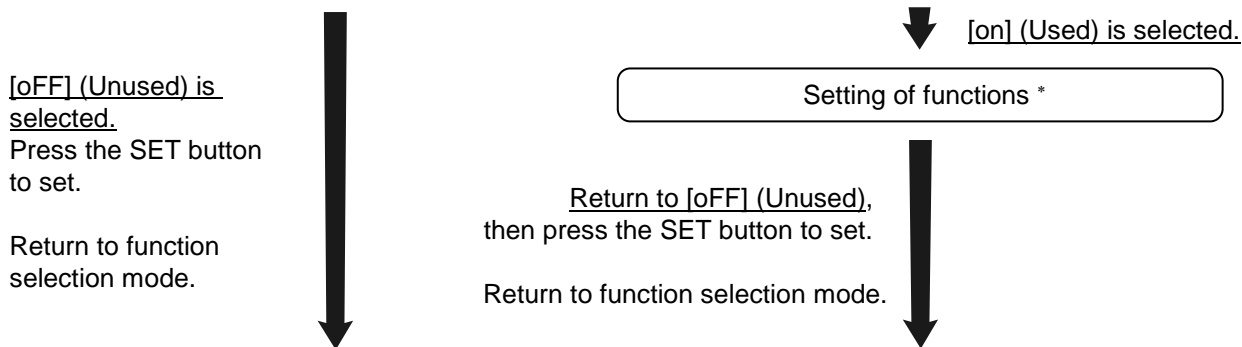 [oFF] (Unused) is
selected.
Press the SET button
to set.
Return to function
selection mode.
[on] (Used) is selected.
Setting of functions *
Return to [oFF] (Unused),
then press the SET button to set.
Return to function selection mode.